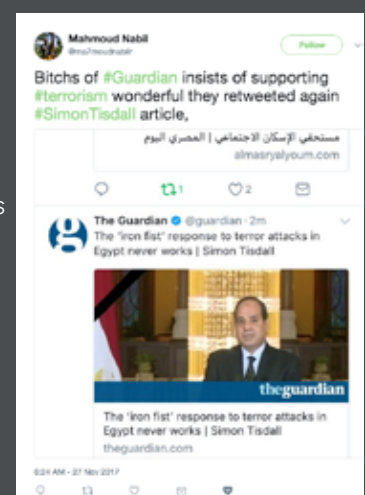 Mahmoud Nabil
@ma7moudnabilr
Follow
Bitchs of #Guardian insists of supporting
#terrorism wonderful they retweeted again
#SimonTisdall article,
مستحقي الإسكان الاجتماعي | المصري اليوم
almasryalyoum.com
1
2
s
The Guardian @guardian · 2m
The 'iron fist' response to terror attacks in
Egypt never works | Simon Tisdall
theguardian
The 'iron fist' response to terror attacks in
Egypt never works | Simon Tisdall
theguardian.com
6:24 AM - 27 Nov 2017